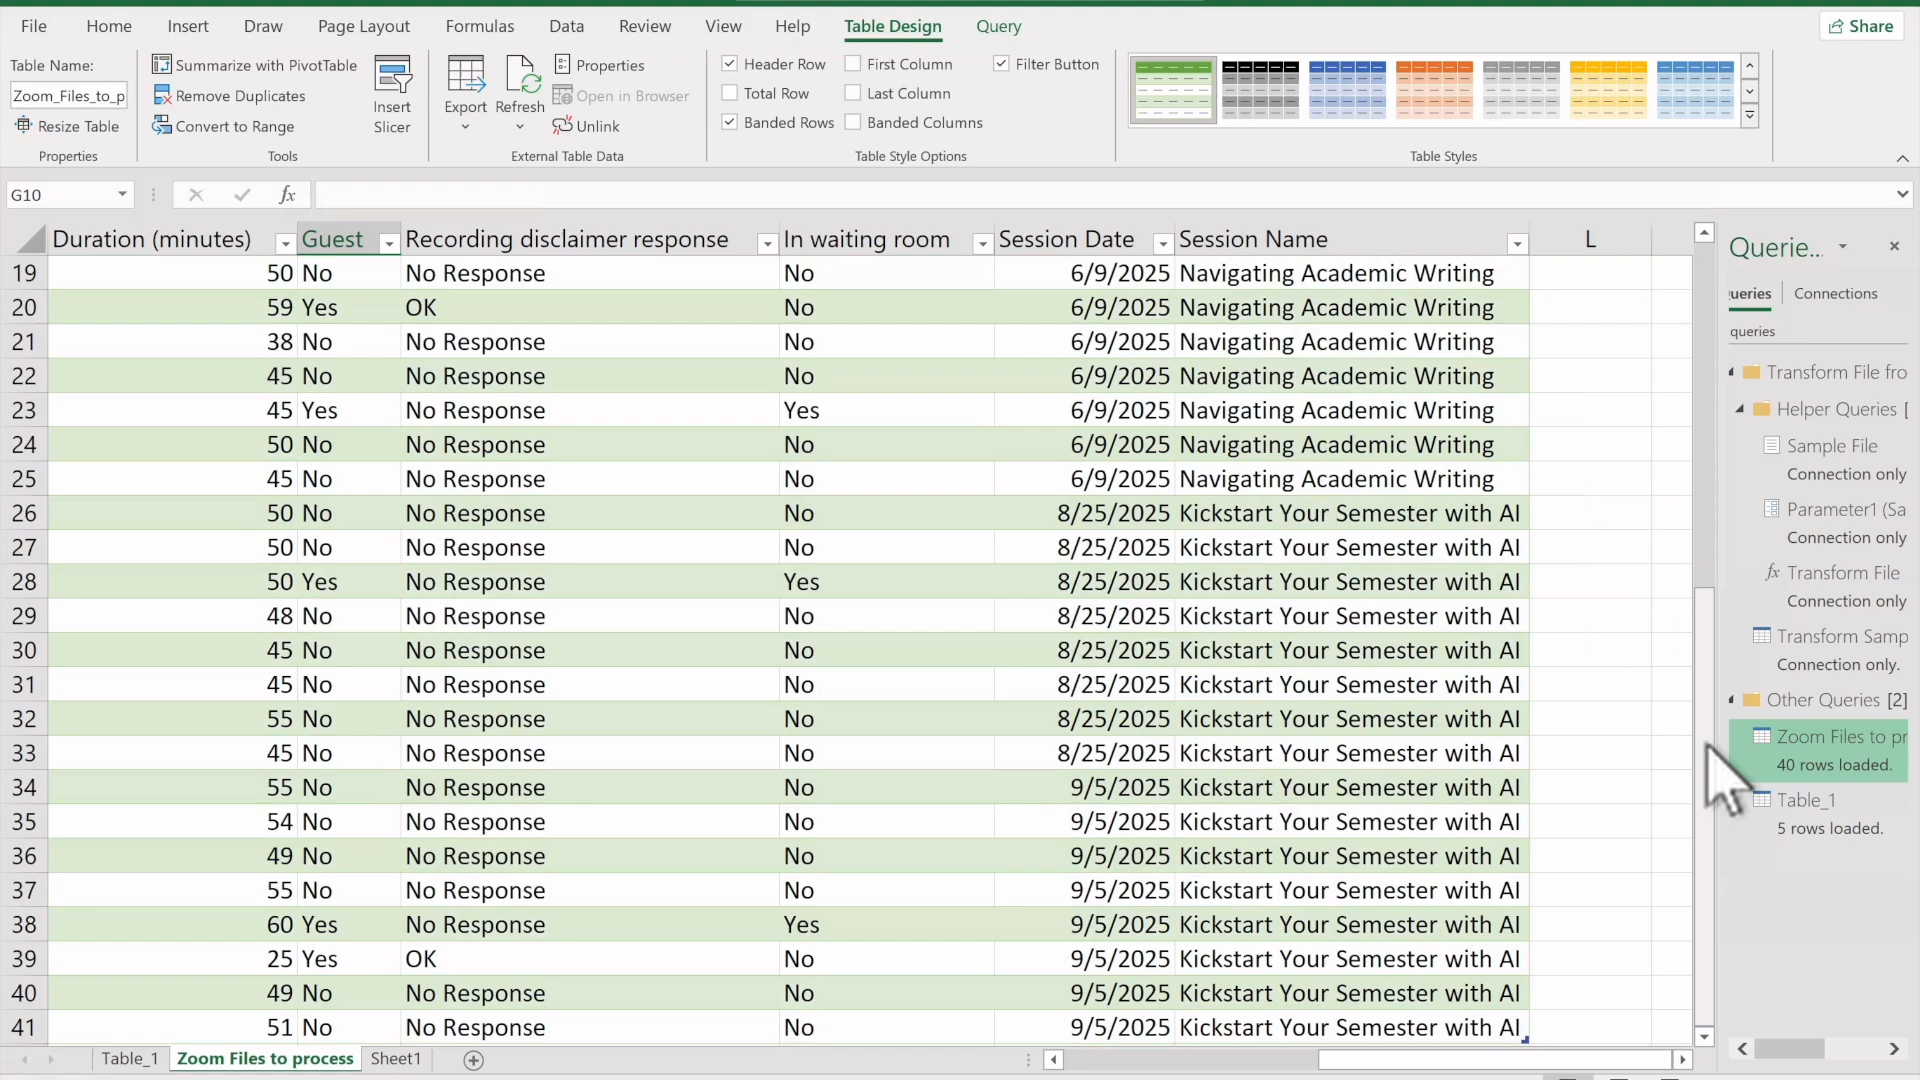 File Home Insert Draw Page Layout Formulas Data Review View Help Table Design Query Share
Table Name:
Zoom_Files_to_p
Resize Table
Properties
Summarize with PivotTable
Remove Duplicates
Convert to Range
Tools
Insert
Slicer
Export
Refresh
Properties
Open in Browser
Unlink
External Table Data
Header Row First Column Filter Button
Total Row Last Column
Banded Rows Banded Columns
Table Style Options
Table Styles
G10
fx
Duration (minutes) Guest Recording disclaimer response In waiting room Session Date Session Name L
19 50 No No Response No 6/9/2025 Navigating Academic Writing
20 59 Yes OK No 6/9/2025 Navigating Academic Writing
21 38 No No Response No 6/9/2025 Navigating Academic Writing
22 45 No No Response No 6/9/2025 Navigating Academic Writing
23 45 Yes No Response Yes 6/9/2025 Navigating Academic Writing
24 50 No No Response No 6/9/2025 Navigating Academic Writing
25 45 No No Response No 6/9/2025 Navigating Academic Writing
26 50 No No Response No 8/25/2025 Kickstart Your Semester with AI
27 50 No No Response No 8/25/2025 Kickstart Your Semester with AI
28 50 Yes No Response Yes 8/25/2025 Kickstart Your Semester with AI
29 48 No No Response No 8/25/2025 Kickstart Your Semester with AI
30 45 No No Response No 8/25/2025 Kickstart Your Semester with AI
31 45 No No Response No 8/25/2025 Kickstart Your Semester with AI
32 55 No No Response No 8/25/2025 Kickstart Your Semester with AI
33 45 No No Response No 8/25/2025 Kickstart Your Semester with AI
34 55 No No Response No 9/5/2025 Kickstart Your Semester with AI
35 54 No No Response No 9/5/2025 Kickstart Your Semester with AI
36 49 No No Response No 9/5/2025 Kickstart Your Semester with AI
37 55 No No Response No 9/5/2025 Kickstart Your Semester with AI
38 60 Yes No Response Yes 9/5/2025 Kickstart Your Semester with AI
39 25 Yes OK No 9/5/2025 Kickstart Your Semester with AI
40 49 No No Response No 9/5/2025 Kickstart Your Semester with AI
41 51 No No Response No 9/5/2025 Kickstart Your Semester with AI
Querie...
ueries Connections
queries
Transform File fro
Helper Queries [
Sample File
Connection only
Parameter1 (Sa
Connection only
fx Transform File
Connection only
Transform Samp
Connection only.
Other Queries [2]
Zoom Files to pr
40 rows loaded.
Table_1
5 rows loaded.
Table_1 Zoom Files to process Sheet1